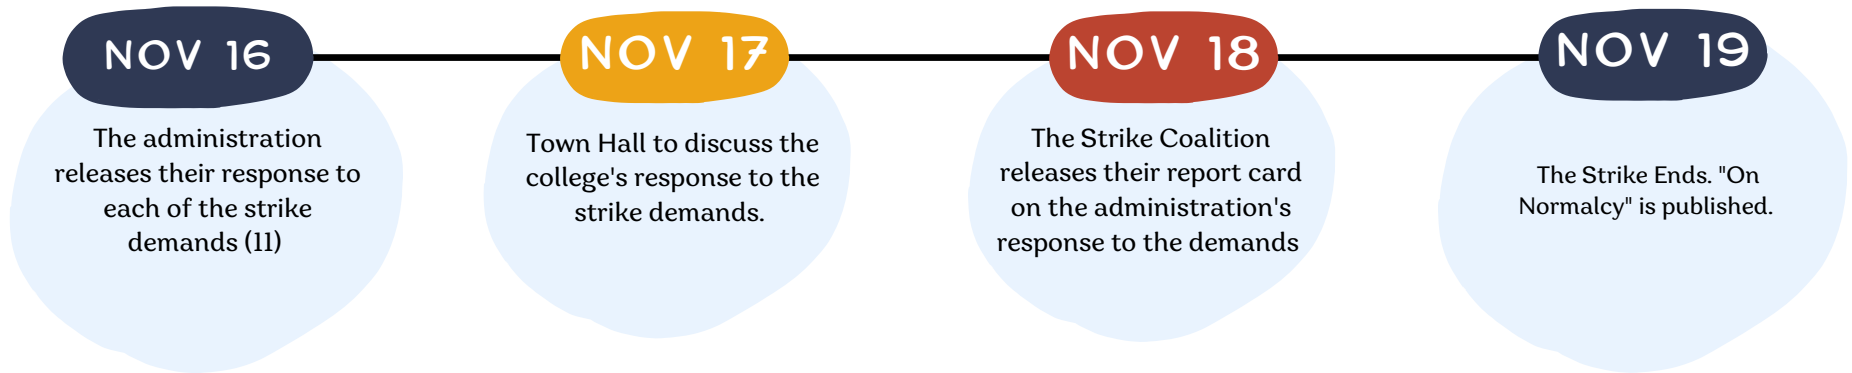 NOV 16
The administration
releases their response to
each of the strike
demands (11)
NOV 17
Town Hall to discuss the
college's response to the
strike demands.
NOV 18
The Strike Coalition
releases their report card
on the administration's
response to the demands
NOV 19
The Strike Ends. "On
Normalcy" is published.